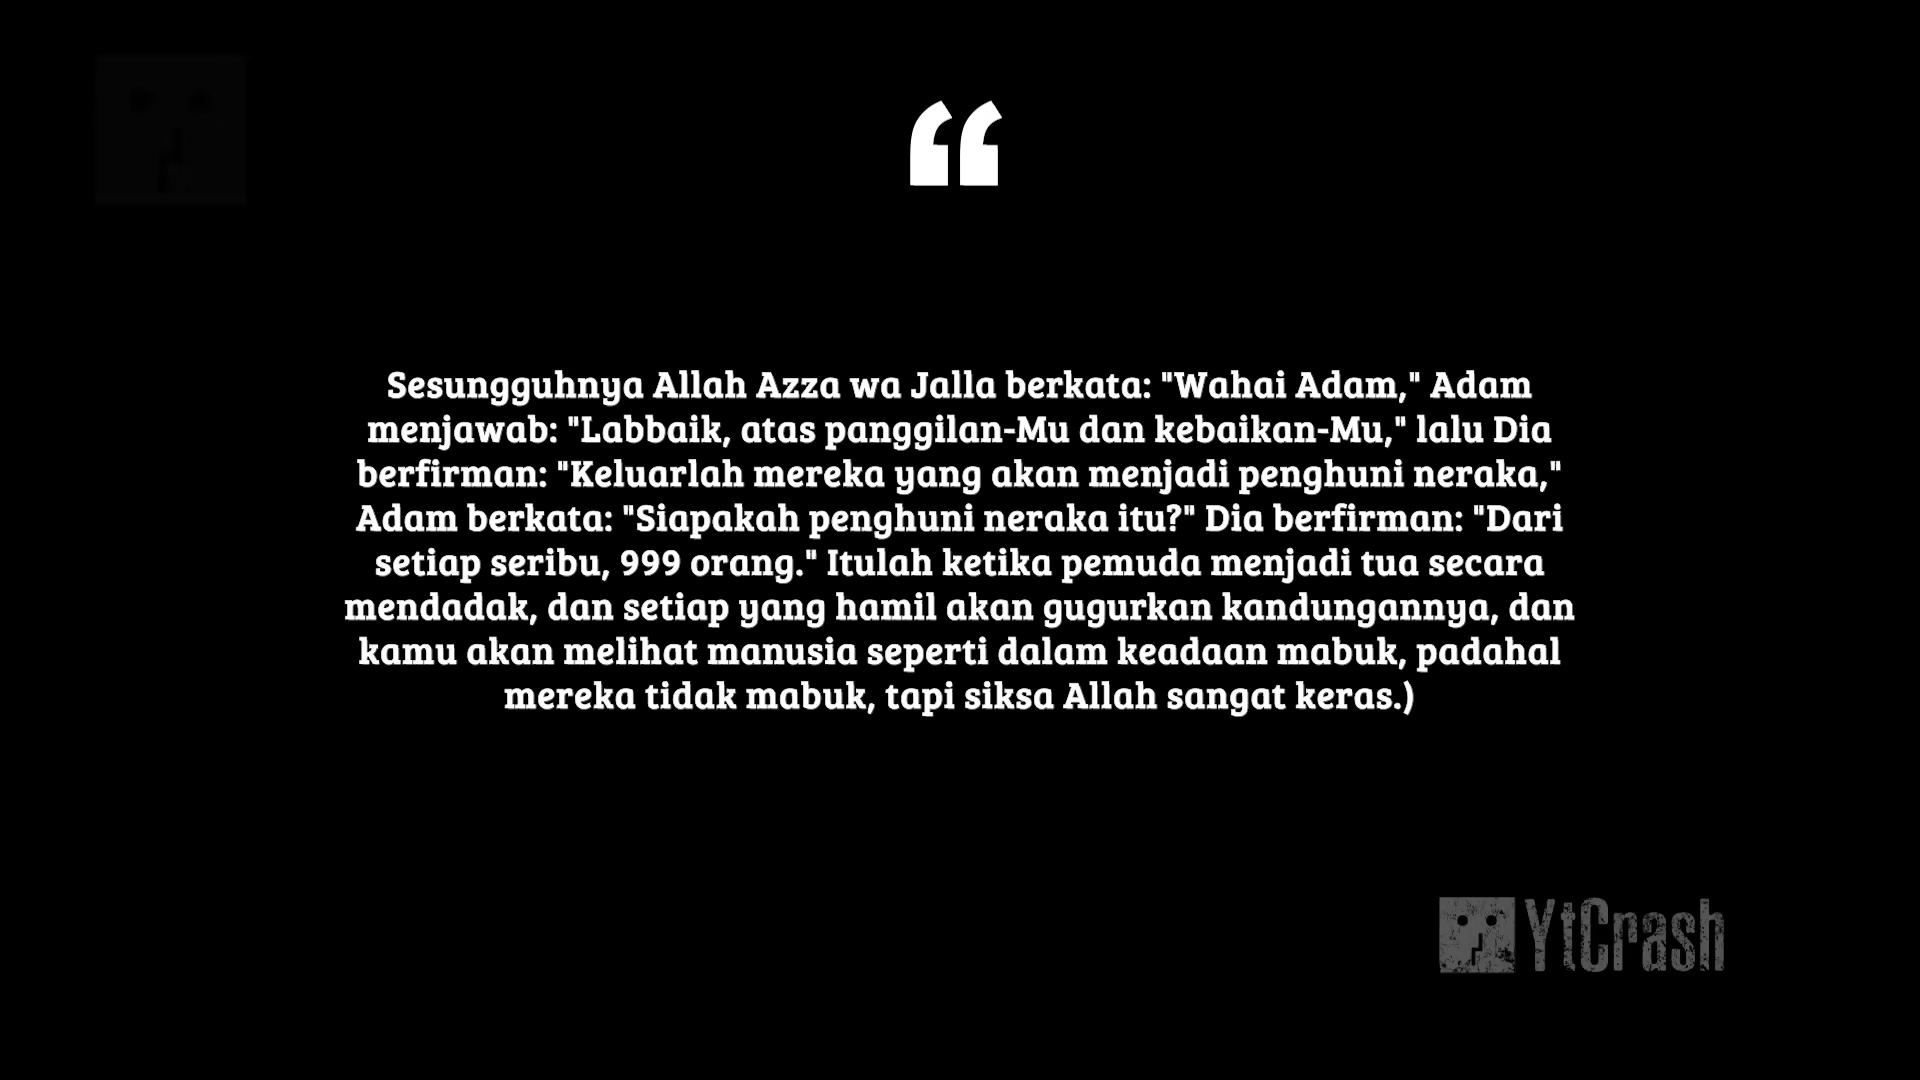 “
Sesungguhnya Allah Azza wa Jalla berkata: "Wahai Adam," Adam
menjawab: "Labbaik, atas panggilan-Mu dan kebaikan-Mu," lalu Dia
berfirman: "Keluarlah mereka yang akan menjadi penghuni neraka,"
Adam berkata: "Siapakah penghuni neraka itu?" Dia berfirman: "Dari
setiap seribu, 999 orang." Itulah ketika pemuda menjadi tua secara
mendadak, dan setiap yang hamil akan gugurkan kandungannya, dan
kamu akan melihat manusia seperti dalam keadaan mabuk, padahal
mereka tidak mabuk, tapi siksa Allah sangat keras.)
YtCrash